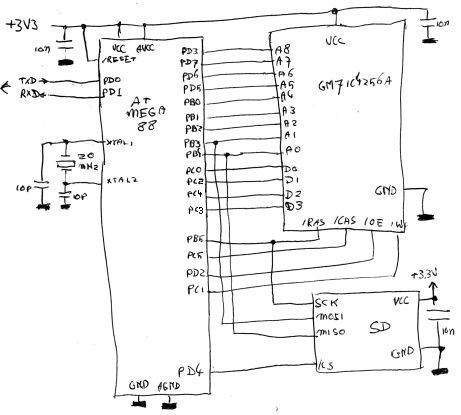 +3V3
10n
VCC AVCC
/RESET
TXD PD0
RXD PD1
AT
MEGA
88
XTAL1
20
MHz
XTAL2
10p
10p
PD3
PD7
PD6
PD5
PB0
PB1
PB2
PB3
PB4
PC0
PC2
PC4
PC3
PB5
PC5
PD2
PC1
PD4
GND AGND
A8
A7
A6
A5
A4
A3
A2
A1
A0
D0
D1
D2
D3
VCC
10n
GM71C4256A
GND
/RAS /CAS /OE /W
+3.3V
SCK VCC
MOSI
MISO SD
10n
GND
/CS